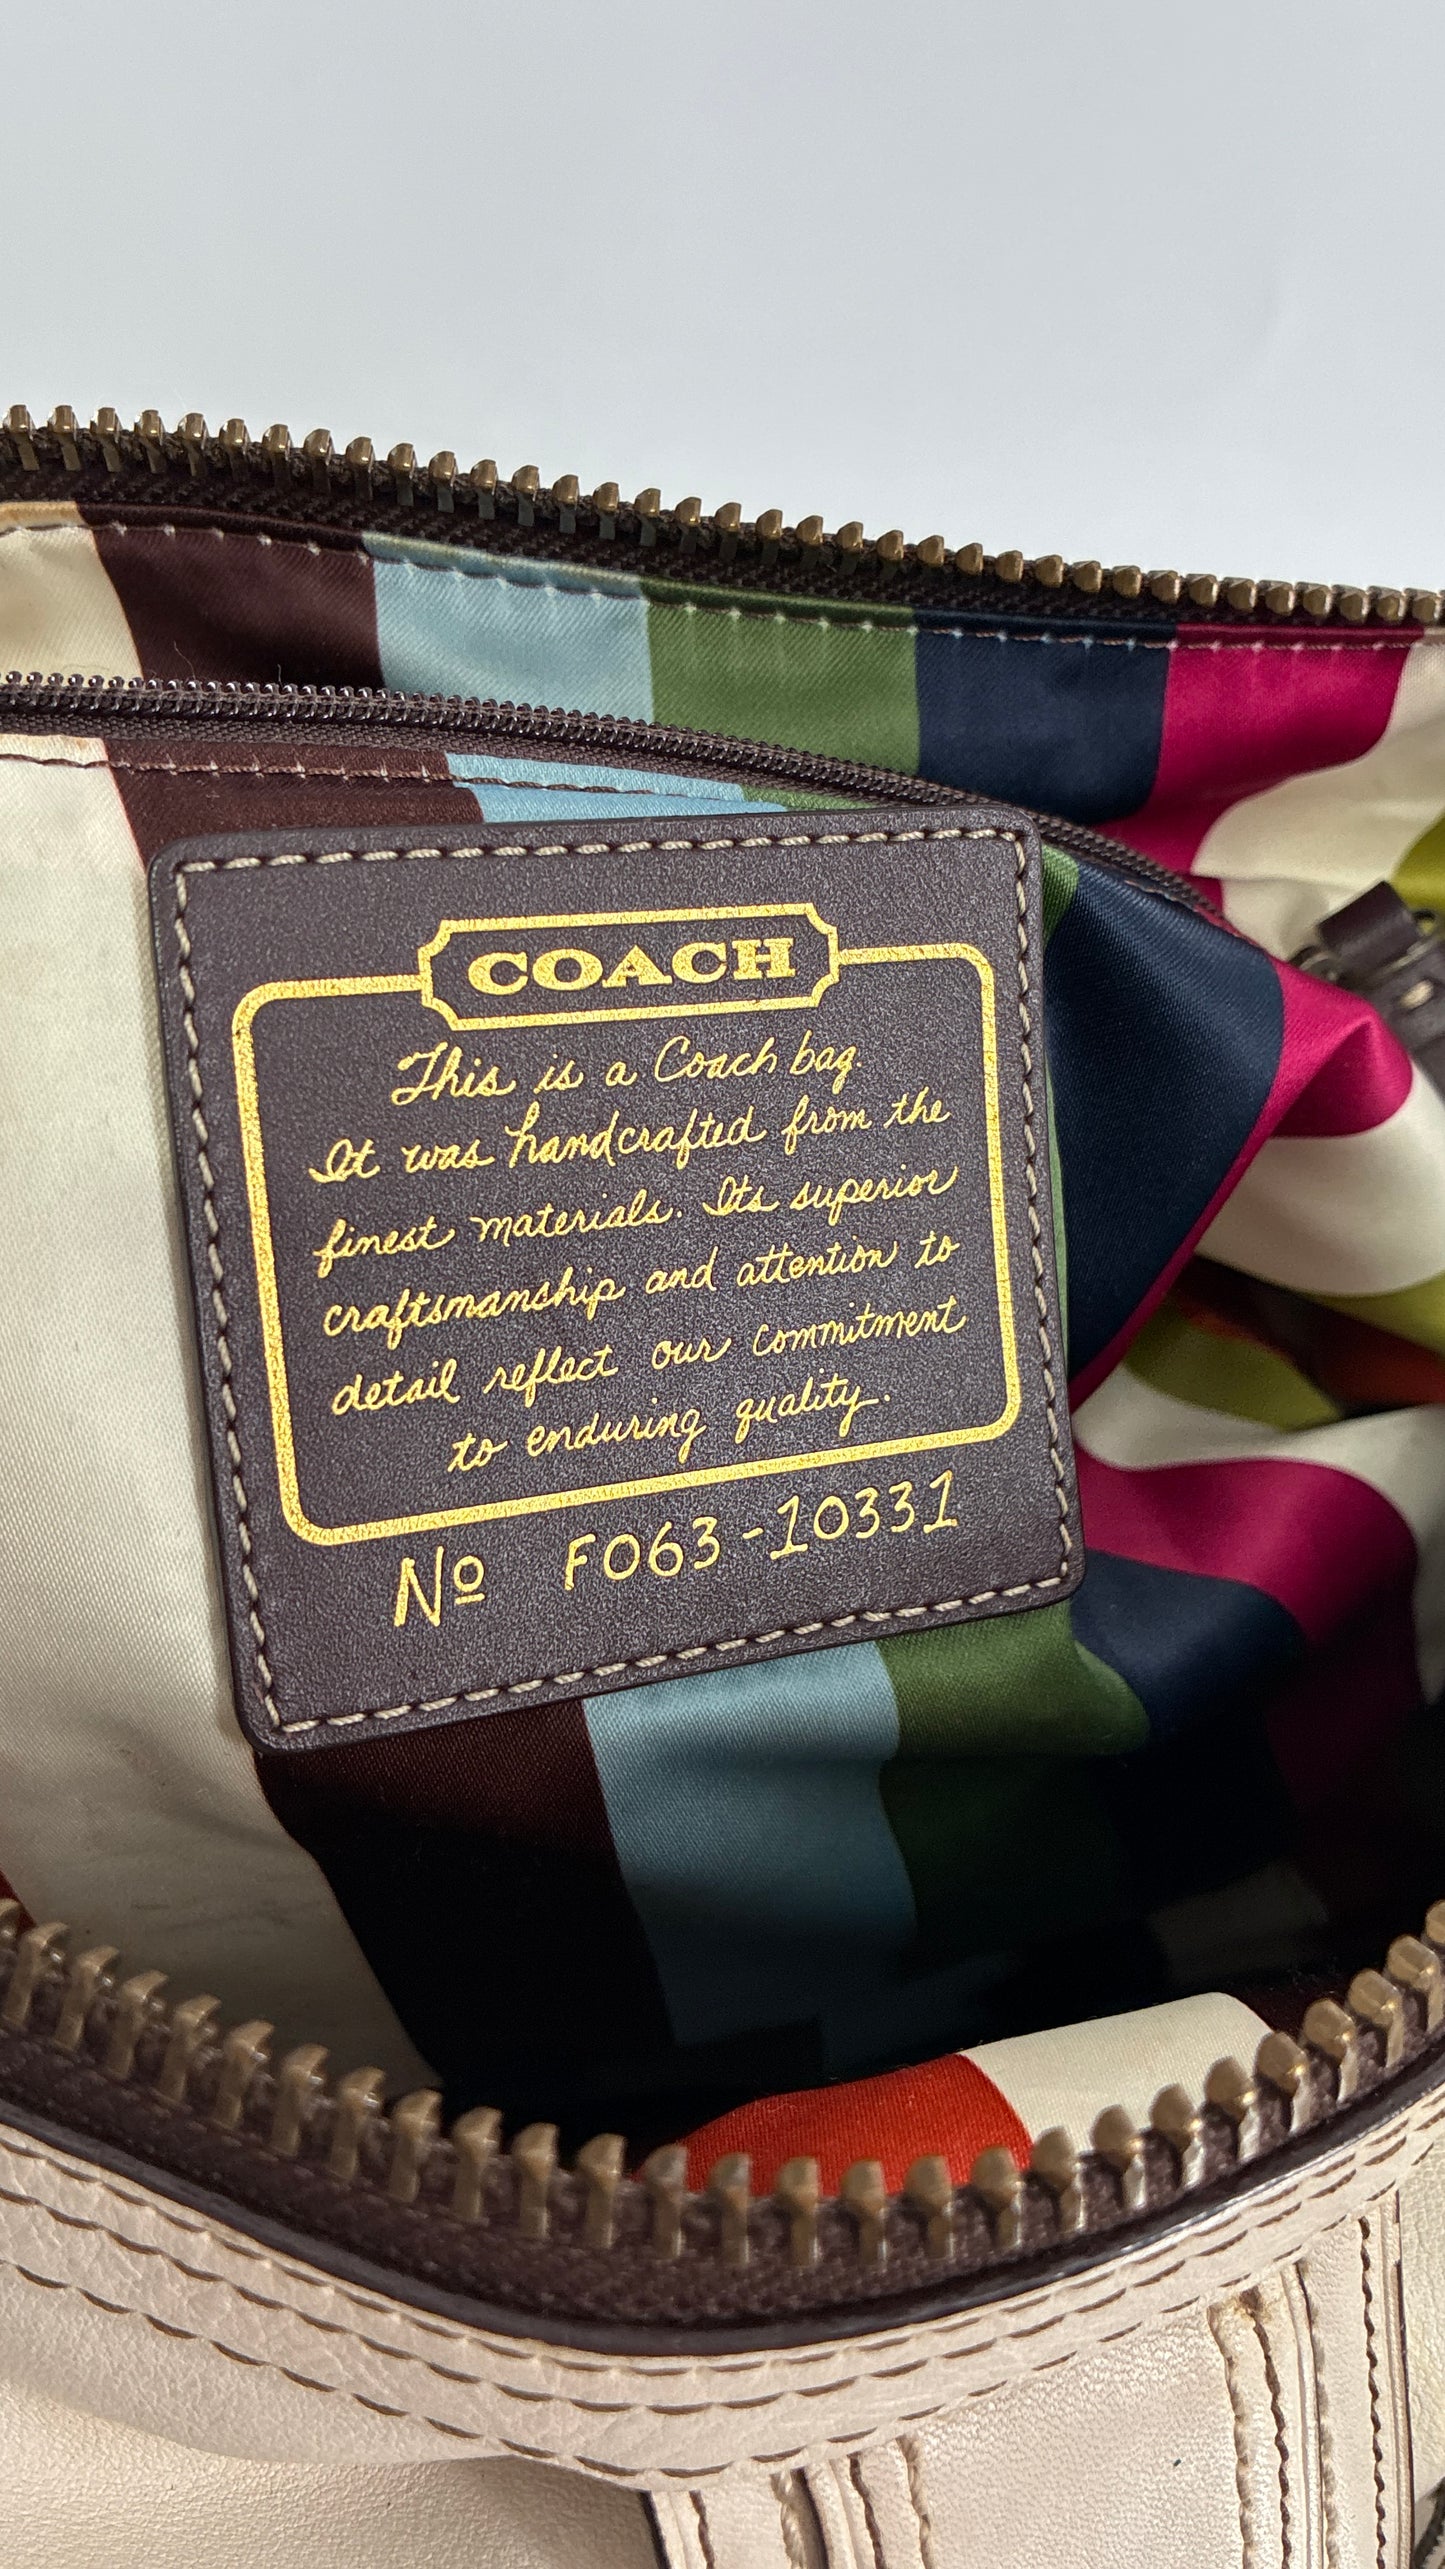 COACH
This is a Coach bag.
It was handcrafted from the
finest materials. Its superior
craftsmanship and attention to
detail reflect our commitment
to enduring quality.
Nº F063-10331